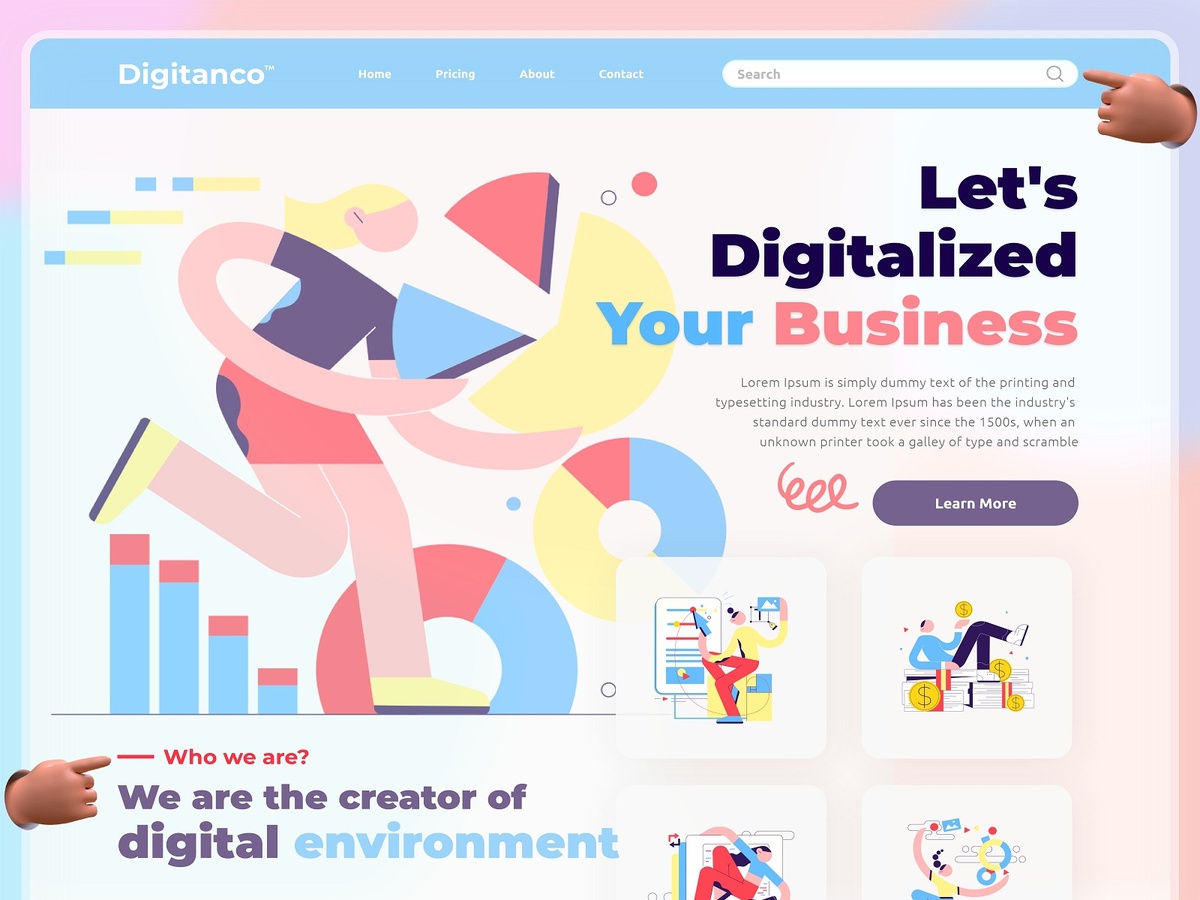 Digitanco™
Home Pricing About Contact
Search
Let's
Digitalized
Your Business
Lorem Ipsum is simply dummy text of the printing and
typesetting industry. Lorem Ipsum has been the industry's
standard dummy text ever since the 1500s, when an
unknown printer took a galley of type and scramble
Learn More
Who we are?
We are the creator of
digital environment